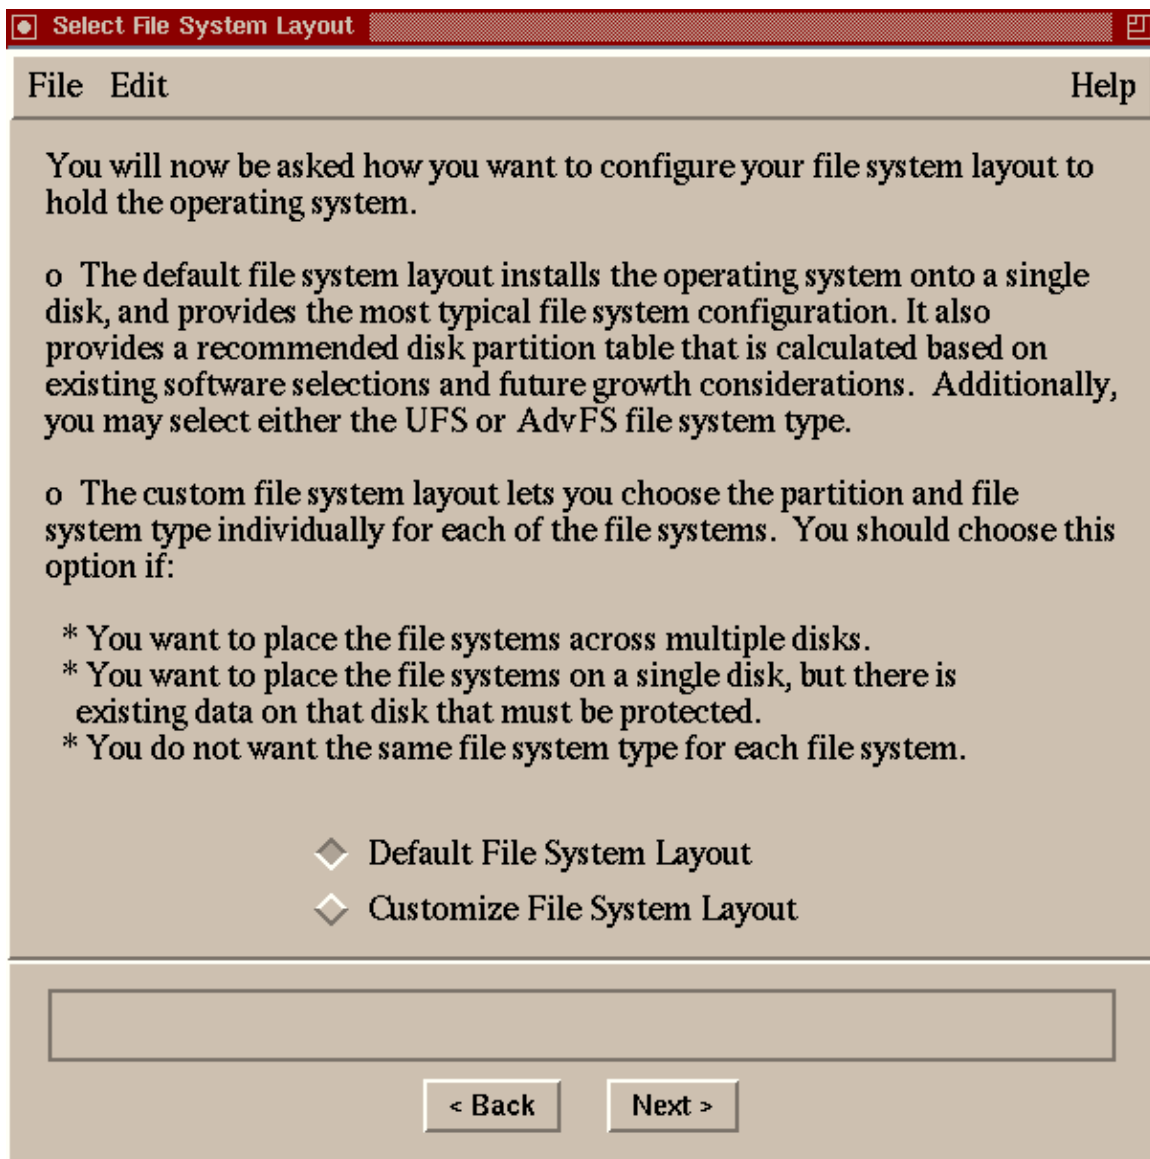 Select File System Layout
File Edit Help
You will now be asked how you want to configure your file system layout to
hold the operating system.
o The default file system layout installs the operating system onto a single
disk, and provides the most typical file system configuration. It also
provides a recommended disk partition table that is calculated based on
existing software selections and future growth considerations. Additionally,
you may select either the UFS or AdvFS file system type.
o The custom file system layout lets you choose the partition and file
system type individually for each of the file systems. You should choose this
option if:
* You want to place the file systems across multiple disks.
* You want to place the file systems on a single disk, but there is
existing data on that disk that must be protected.
* You do not want the same file system type for each file system.
Default File System Layout
Customize File System Layout
< Back Next >